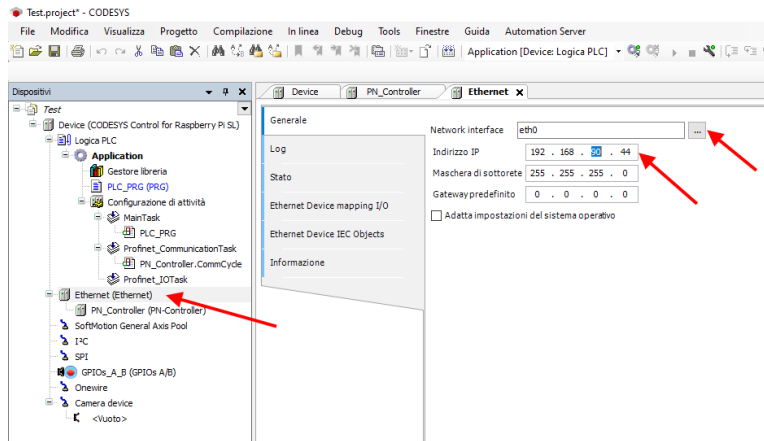 Test.project* - CODESYS
File Modifica Visualizza Progetto Compilazione In linea Debug Tools Finestre Guida Automation Server
Application [Device: Logica PLC]
Dispositivi
Device
PN_Controller
Ethernet
Test
Device (CODESYS Control for Raspberry Pi SL)
Logica PLC
Application
Gestore libreria
PLC_PRG (PRG)
Configurazione di attività
MainTask
PLC_PRG
Profinet_CommunicationTask
PN_Controller.CommCycle
Profinet_IOTask
Ethernet (Ethernet)
PN_Controller (PN-Controller)
SoftMotion General Axis Pool
I²C
SPI
GPIOs_A_B (GPIOs A/B)
Onewire
Camera device
<Vuoto>
Generale
Log
Stato
Ethernet Device mapping I/O
Ethernet Device IEC Objects
Informazione
Network interface eth0 ...
Indirizzo IP 192 . 168 . 90 . 44
Maschera di sottorete 255 . 255 . 255 . 0
Gateway predefinito 0 . 0 . 0 . 0
Adatta impostazioni del sistema operativo